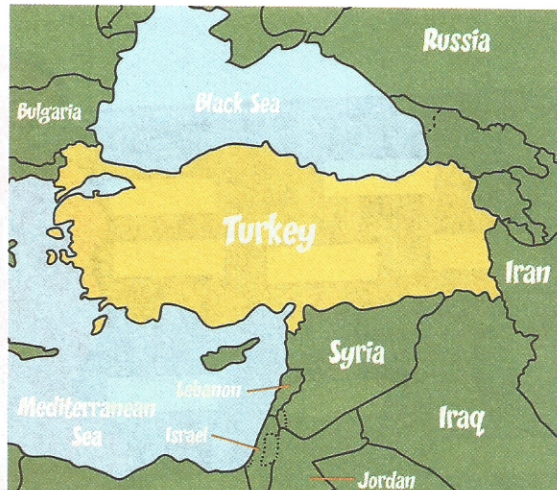 Russia
Black Sea
Bulgaria
Turkey
Iran
Syria
Lebanon
Mediterranean
Sea
Iraq
Israel
Jordan